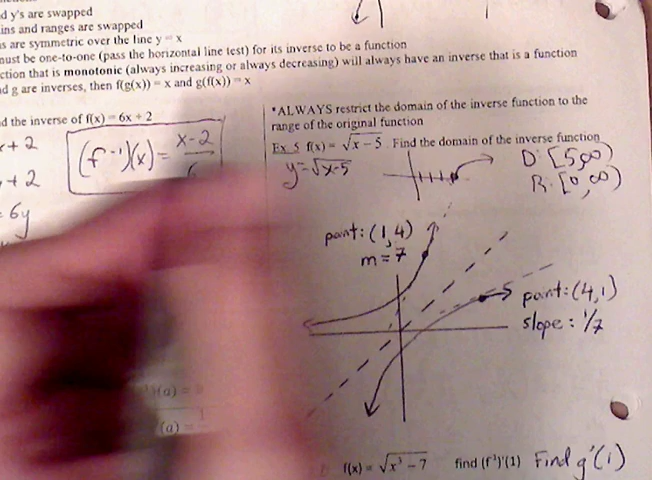 d y's are swapped
ins and ranges are swapped
s are symmetric over the line y = x
must be one-to-one (pass the horizontal line test) for its inverse to be a function
ction that is monotonic (always increasing or always decreasing) will always have an inverse that is a function
d g are inverses, then f(g(x)) = x and g(f(x)) = x
d the inverse of f(x) = 6x + 2
x + 2
+ 2
= 6y
(f⁻¹)(x) = x-2
*ALWAYS restrict the domain of the inverse function to the
range of the original function
Ex. 5 f(x) = √x - 5. Find the domain of the inverse function
y=√x-5
D: [5,∞)
R: [0,∞)
point: (1,4)
m = 7
point: (4,1)
slope: 1/7
(a) =
(a) =
f(x) = √x³ - 7 find (f⁻¹)'(1) Find g'(1)